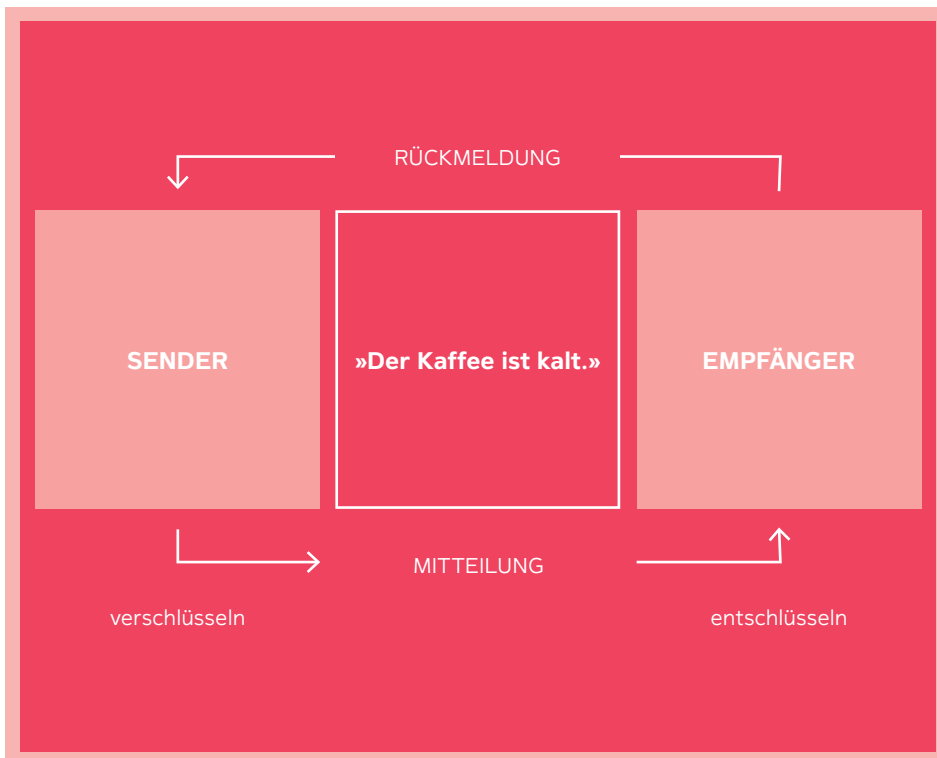 RÜCKMELDUNG
SENDER
»Der Kaffee ist kalt.»
EMPFÄNGER
MITTEILUNG
verschlüsseln
entschlüsseln